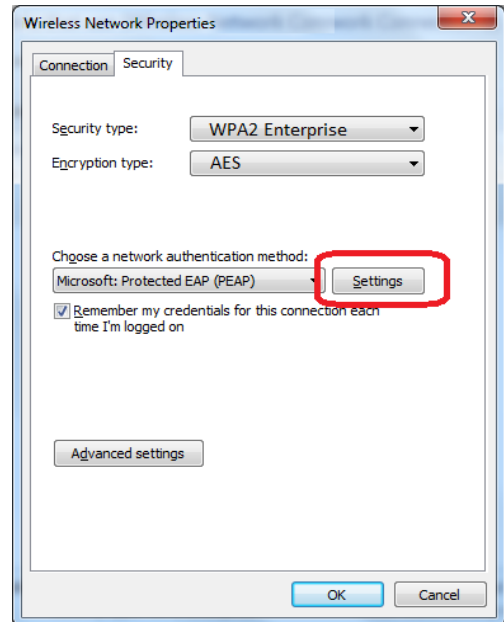 Wireless Network Properties
Connection Security
Security type: WPA2 Enterprise
Encryption type: AES
Choose a network authentication method:
Microsoft: Protected EAP (PEAP) Settings
Remember my credentials for this connection each
time I'm logged on
Advanced settings
OK Cancel